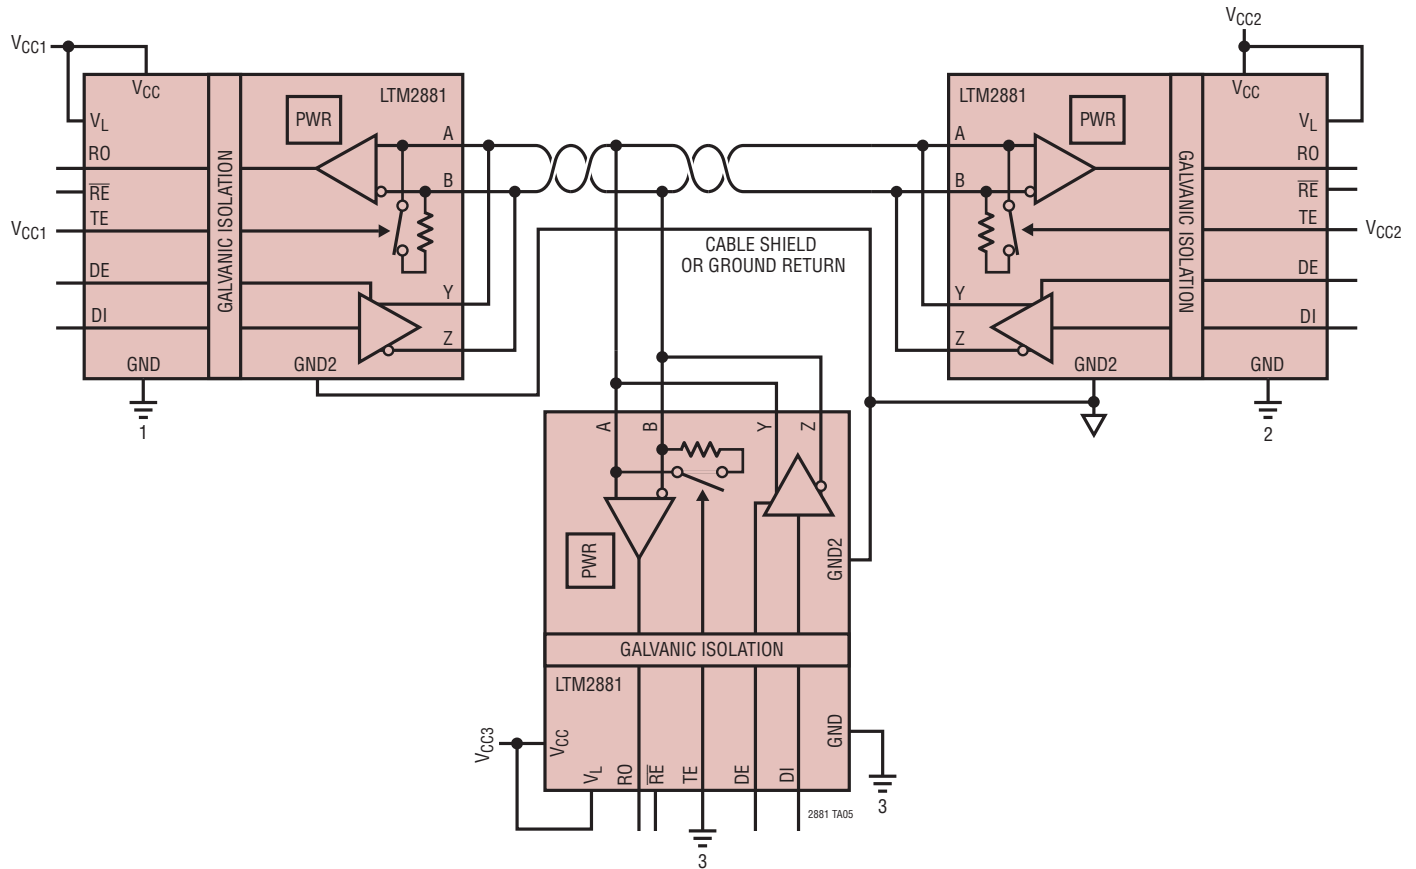 VCC1
VCC
VL
RO
RE
TE
VCC1
DE
DI
GND
1
GALVANIC ISOLATION
PWR
LTM2881
A
B
Y
Z
GND2
CABLE SHIELD
OR GROUND RETURN
VCC2
LTM2881
PWR
A
B
Y
Z
GND2
GALVANIC ISOLATION
VCC
VL
RO
RE
TE
VCC2
DE
DI
GND
2
A
B
Y
Z
PWR
GND2
GALVANIC ISOLATION
LTM2881
VCC3
VCC
VL
RO
RE
TE
DE
DI
GND
3
3
2881 TA05